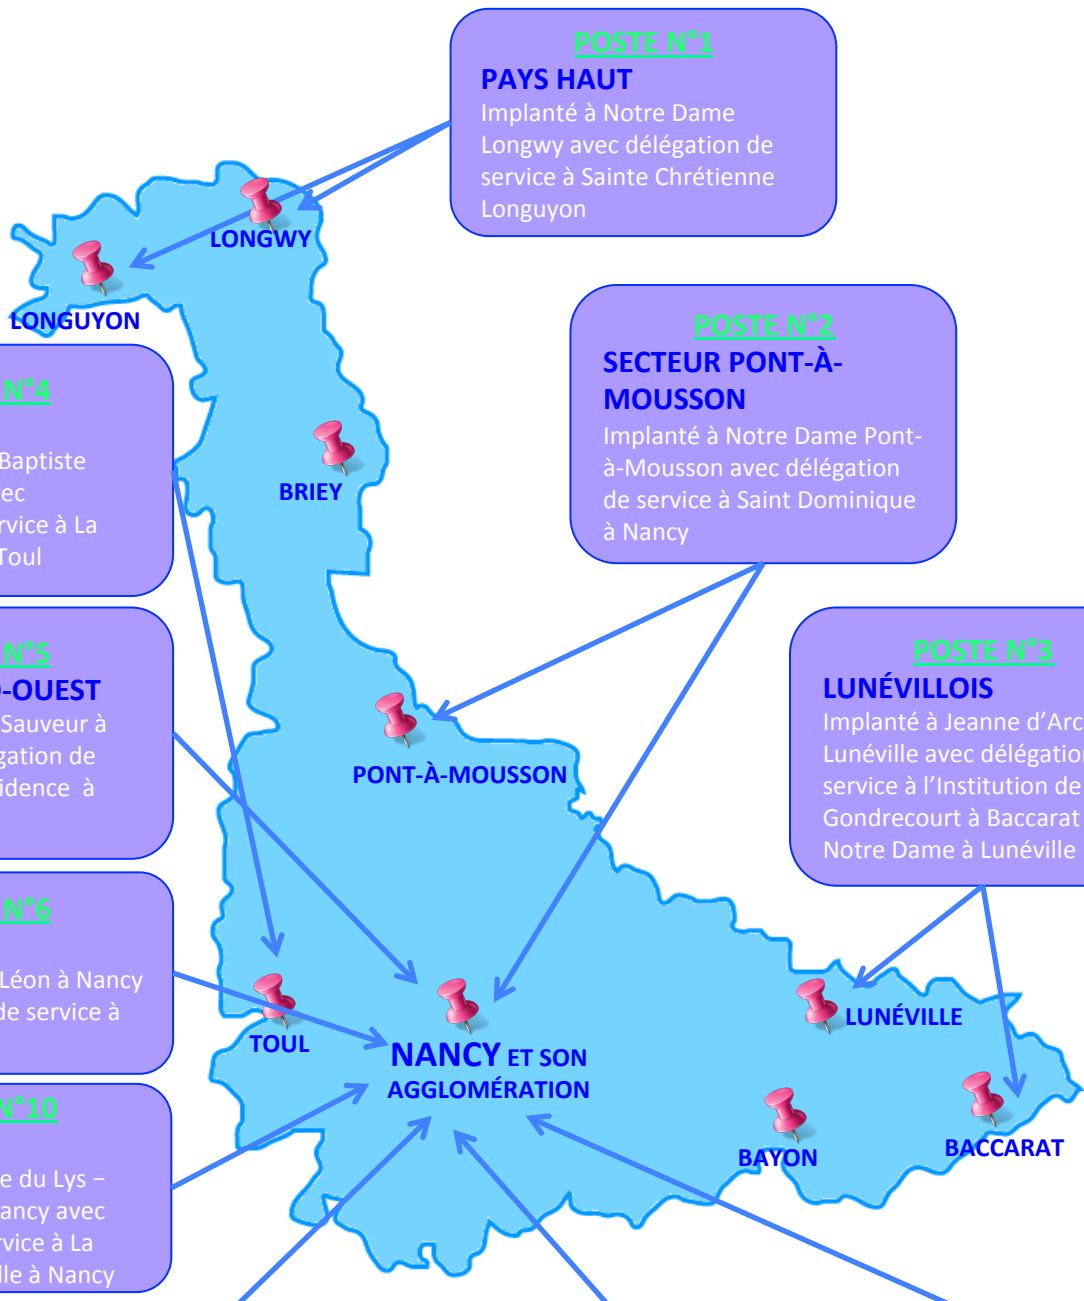 POSTE N°1
PAYS HAUT
Implanté à Notre Dame
Longwy avec délégation de
service à Sainte Chrétienne
Longuyon
LONGWY
LONGUYON
POSTE N°2
SECTEUR PONT-À-
MOUSSON
Implanté à Notre Dame Pont-
à-Mousson avec délégation
de service à Saint Dominique
à Nancy
N°4
Baptiste
ec
rvice à La
Toul
BRIEY
N°5
-OUEST
Sauveur à
gation de
idence à
POSTE N°3
LUNÉVILLOIS
Implanté à Jeanne d’Arc
Lunéville avec délégation
service à l’Institution de
Gondrecourt à Baccarat
Notre Dame à Lunéville
PONT-À-MOUSSON
N°6
Léon à Nancy
de service à
TOUL
NANCY ET SON
AGGLOMÉRATION
LUNÉVILLE
BAYON
BACCARAT
N°10
e du Lys –
ancy avec
rvice à La
lle à Nancy